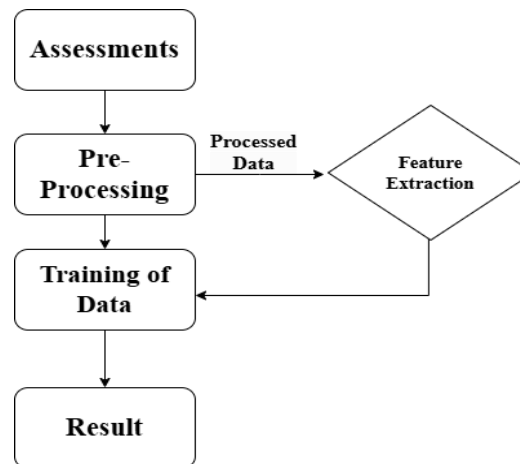 Assessments
Pre-
Processing
Processed
Data
Feature
Extraction
Training of
Data
Result